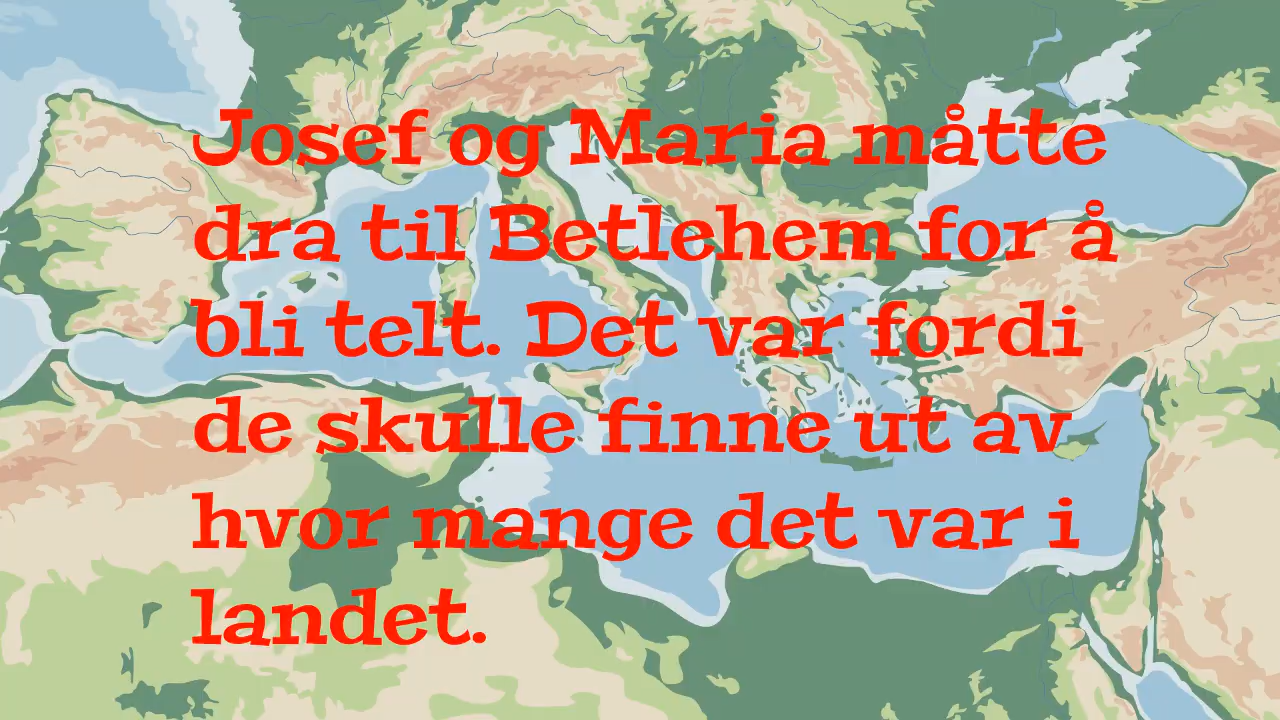 Josef og Maria måtte
dra til Betlehem for å
bli telt. Det var fordi
de skulle finne ut av
hvor mange det var i
landet.